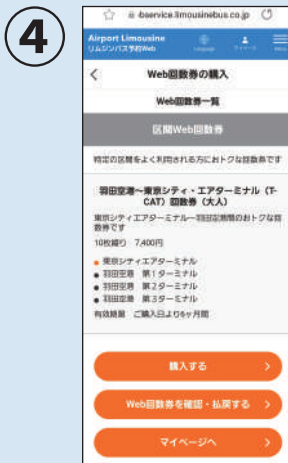 4
bservice.limousinebus.co.jp
Airport Limousine
リムジンバス予約Web
Language
マイページ
Menu
Web回数券の購入
Web回数券一覧
区間Web回数券
特定の区間をよく利用される方におトクな回数券です
羽田空港～東京シティ・エアターミナル（T-
CAT）回数券（大人）
東京シティエアターミナル⇔羽田空港間のおトクな回
数券です
10枚綴り 7,400円
東京シティエアターミナル
羽田空港 第1ターミナル
羽田空港 第2ターミナル
羽田空港 第3ターミナル
有効期限 ご購入日より6ヶ月間
購入する
Web回数券を確認・払戻する
マイページへ